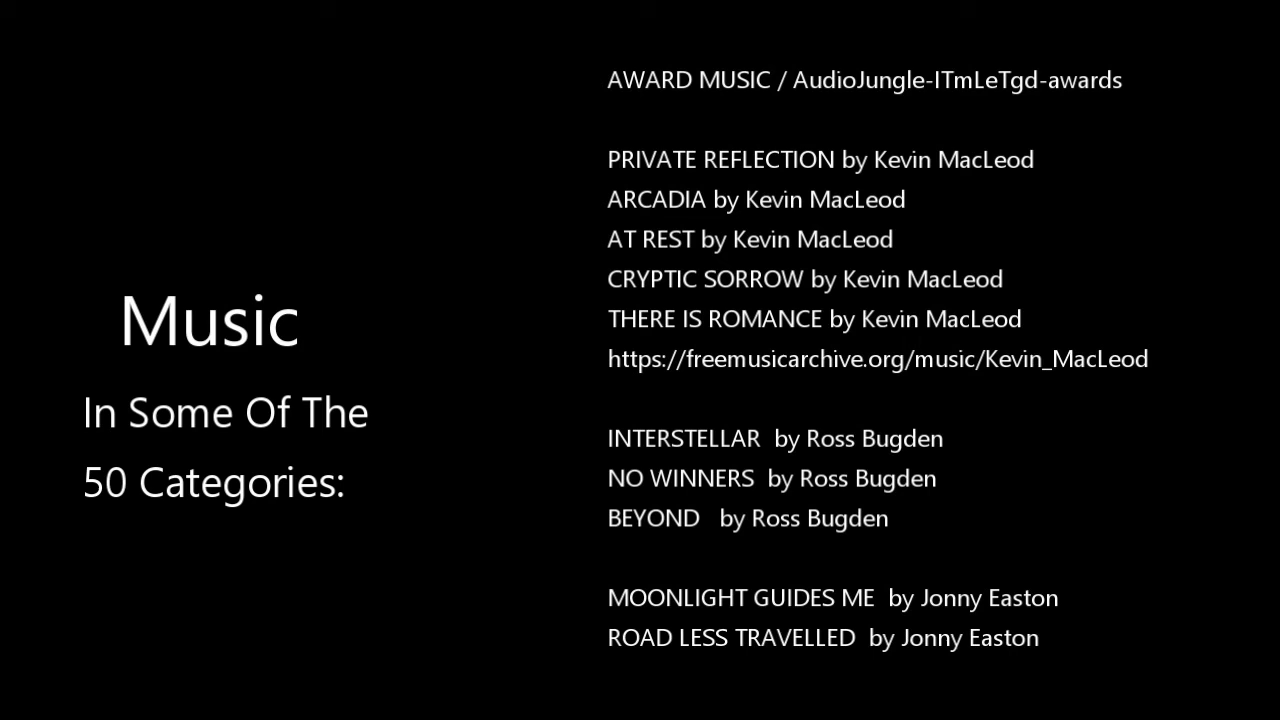 Music
In Some Of The
50 Categories:
AWARD MUSIC / AudioJungle-ITmLeTgd-awards
PRIVATE REFLECTION by Kevin MacLeod
ARCADIA by Kevin MacLeod
AT REST by Kevin MacLeod
CRYPTIC SORROW by Kevin MacLeod
THERE IS ROMANCE by Kevin MacLeod
https://freemusicarchive.org/music/Kevin_MacLeod
INTERSTELLAR  by Ross Bugden
NO WINNERS  by Ross Bugden
BEYOND   by Ross Bugden
MOONLIGHT GUIDES ME  by Jonny Easton
ROAD LESS TRAVELLED  by Jonny Easton